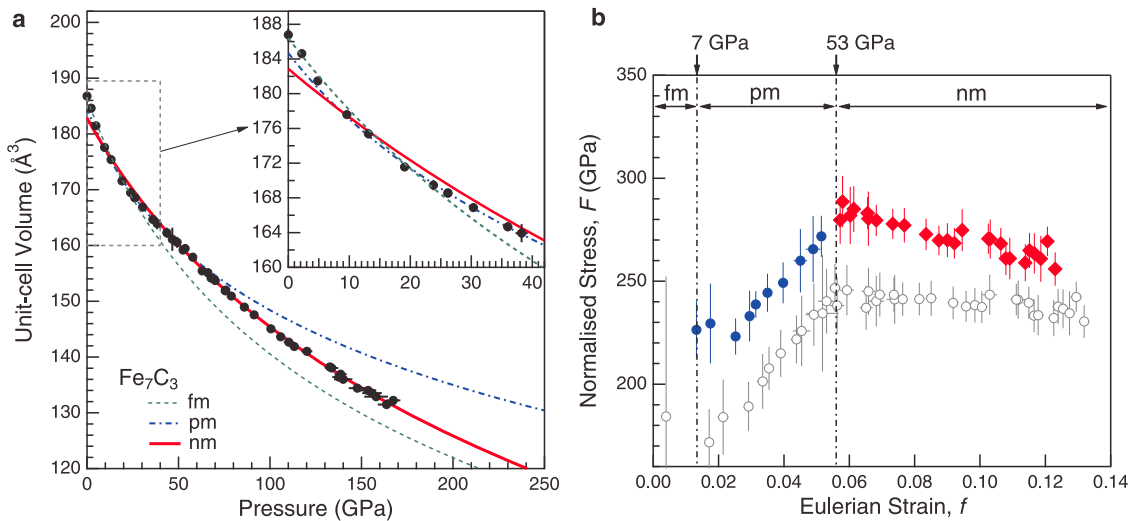 a
Unit-cell Volume (Å³)
200
190
180
170
160
150
140
130
120
0
50
100
150
200
250
Pressure (GPa)
Fe₇C₃
fm
pm
nm
188
184
180
176
172
168
164
160
0
10
20
30
40
b
7 GPa
53 GPa
fm
pm
nm
Normalised Stress, F (GPa)
350
300
250
200
0.00
0.02
0.04
0.06
0.08
0.10
0.12
0.14
Eulerian Strain, f